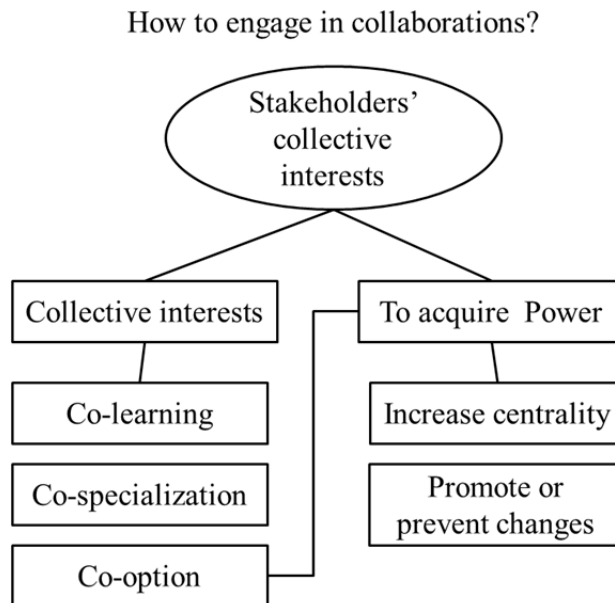 How to engage in collaborations?
Stakeholders’
collective
interests
Collective interests
To acquire Power
Co-learning
Increase centrality
Co-specialization
Promote or
prevent changes
Co-option